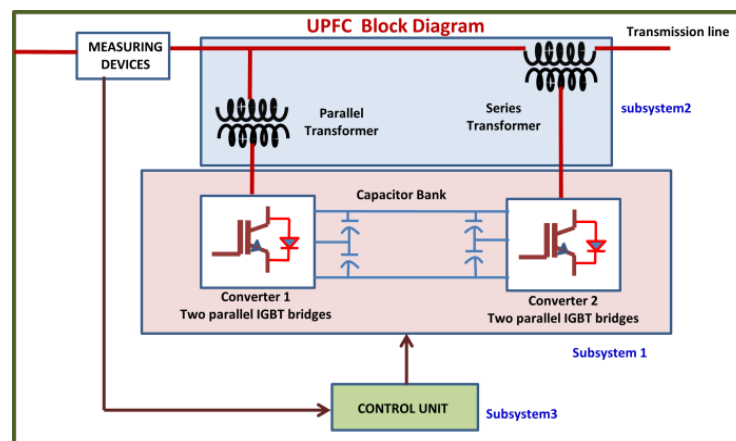 UPFC Block Diagram
MEASURING
DEVICES
Transmission line
Parallel
Transformer
Series
Transformer
subsystem2
Capacitor Bank
Converter 1
Two parallel IGBT bridges
Converter 2
Two parallel IGBT bridges
Subsystem 1
CONTROL UNIT
Subsystem3